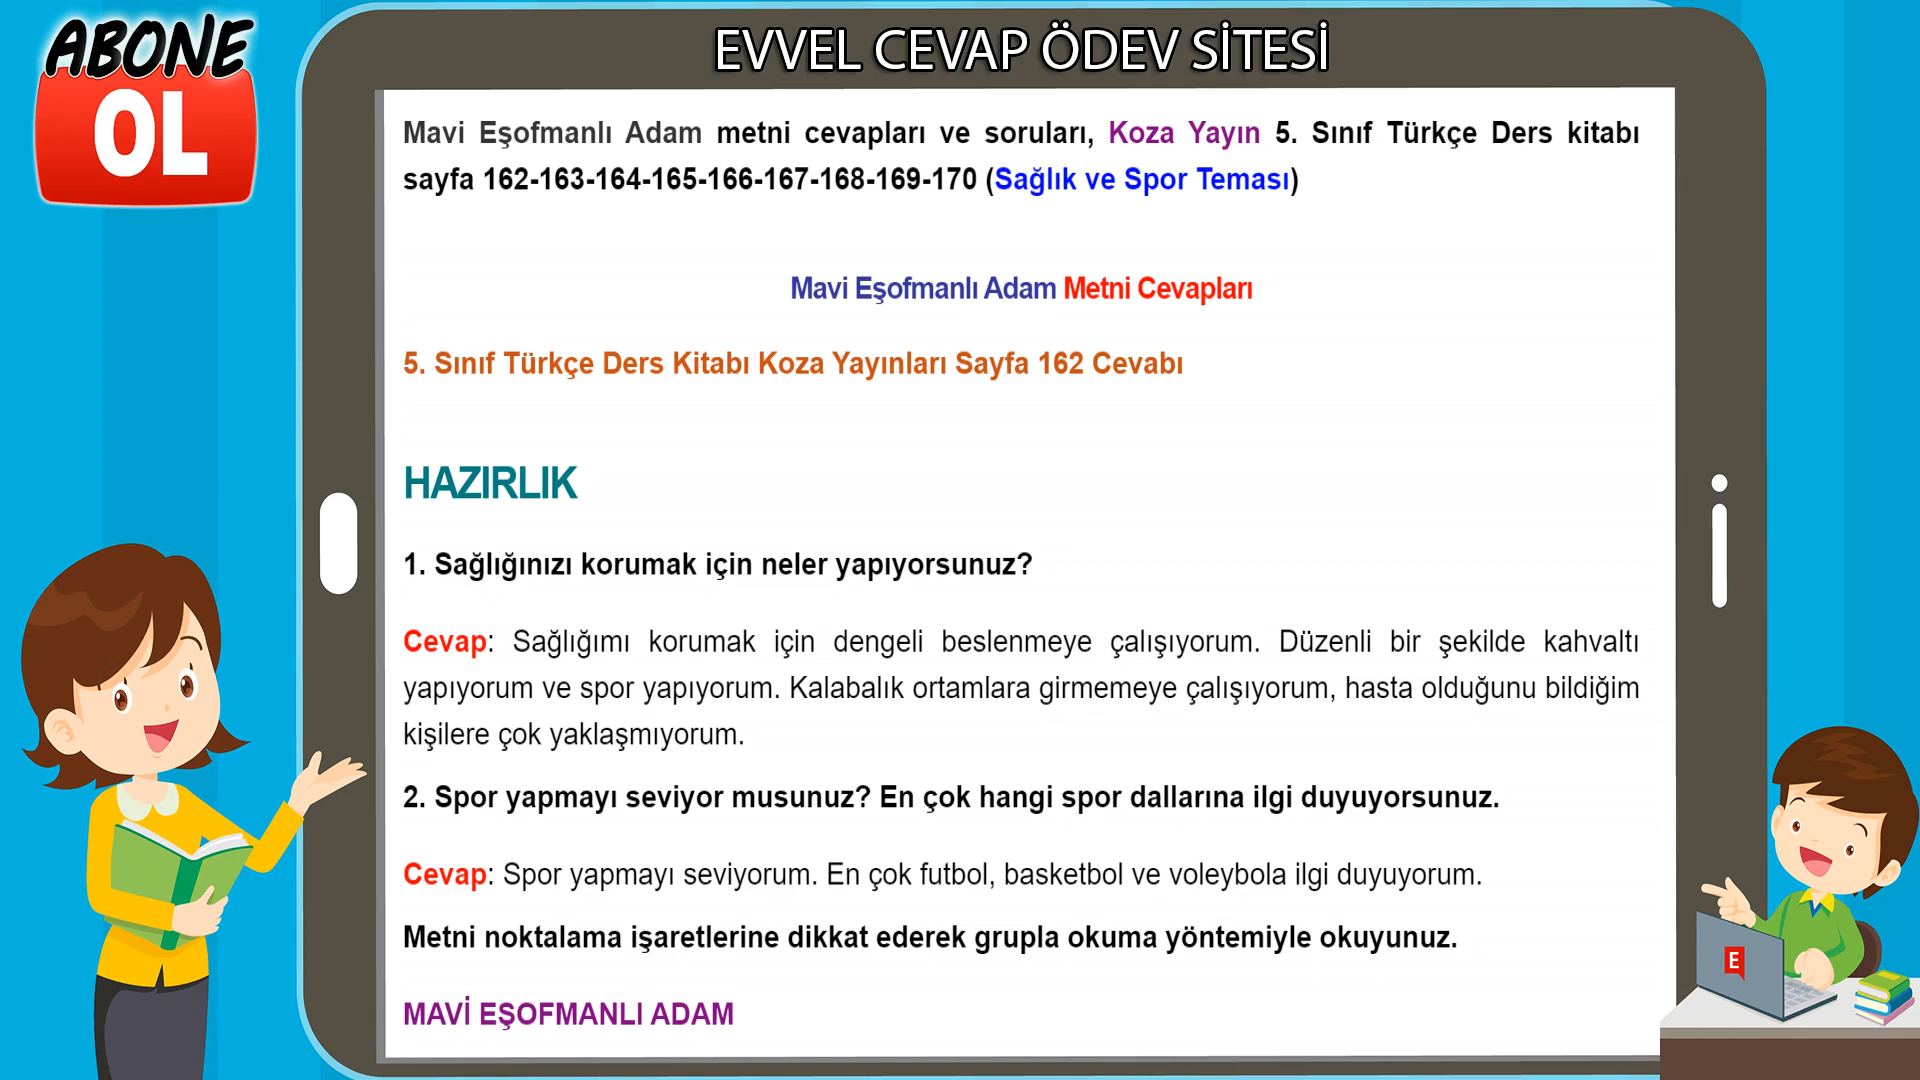 ABONE
OL
EVVEL CEVAP ÖDEV SİTESİ
Mavi Eşofmanlı Adam metni cevapları ve soruları, Koza Yayın 5. Sınıf Türkçe Ders kitabı
sayfa 162-163-164-165-166-167-168-169-170 (Sağlık ve Spor Teması)
Mavi Eşofmanlı Adam Metni Cevapları
5. Sınıf Türkçe Ders Kitabı Koza Yayınları Sayfa 162 Cevabı
HAZIRLIK
1. Sağlığınızı korumak için neler yapıyorsunuz?
Cevap: Sağlığımı korumak için dengeli beslenmeye çalışıyorum. Düzenli bir şekilde kahvaltı
yapıyorum ve spor yapıyorum. Kalabalık ortamlara girmemeye çalışıyorum, hasta olduğunu bildiğim
kişilere çok yaklaşmıyorum.
2. Spor yapmayı seviyor musunuz? En çok hangi spor dallarına ilgi duyuyorsunuz.
Cevap: Spor yapmayı seviyorum. En çok futbol, basketbol ve voleybola ilgi duyuyorum.
Metni noktalama işaretlerine dikkat ederek grupla okuma yöntemiyle okuyunuz.
MAVİ EŞOFMANLI ADAM
E